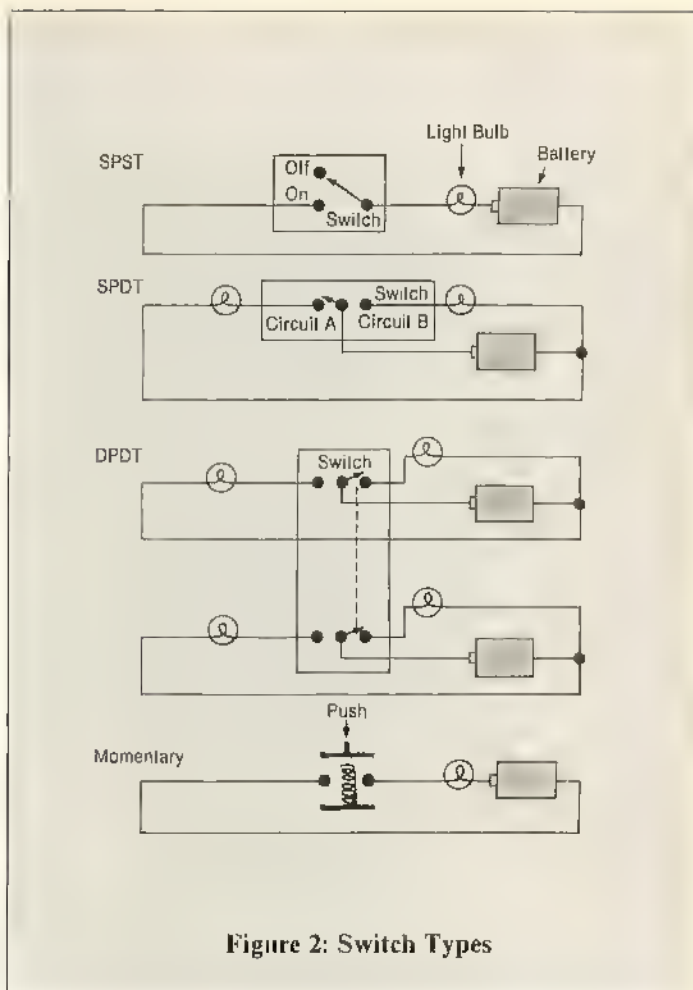 Light Bulb
SPST
Battery
Off
On
Switch
SPDT
Switch
Circuit A
Circuit B
DPDT
Switch
Push
Momentary
Figure 2: Switch Types